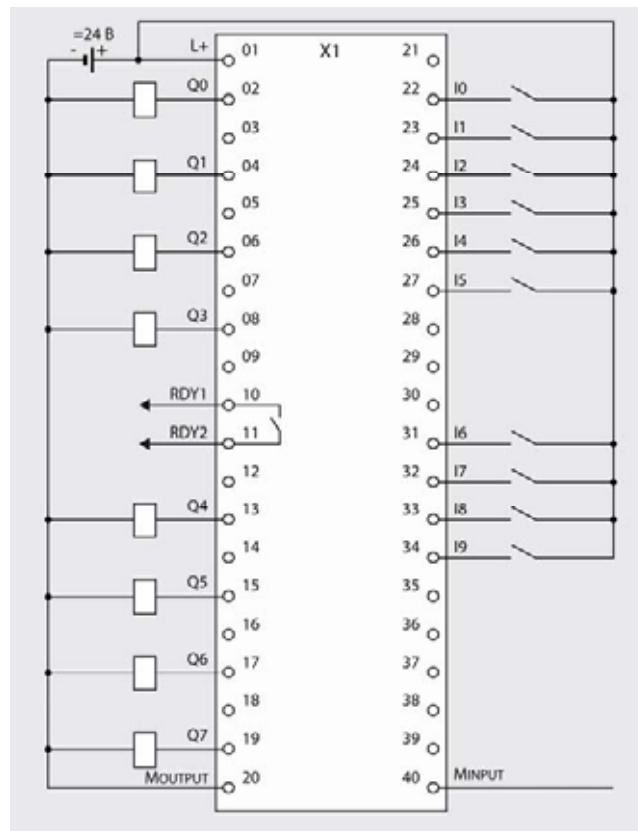 =24 B
- +
L+ 01 X1 21
Q0 02 22 I0
03 23 I1
Q1 04 24 I2
05 25 I3
Q2 06 26 I4
07 27 I5
Q3 08 28
09 29
RDY1 10 30
RDY2 11 31 I6
12 32 I7
Q4 13 33 I8
14 34 I9
Q5 15 35
16 36
Q6 17 37
18 38
Q7 19 39
MOUTPUT 20 40 MINPUT